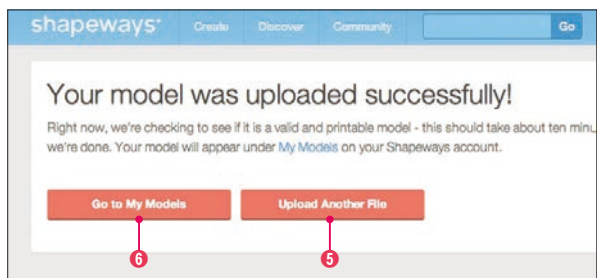 shapeways
Create Discover Community Go
Your model was uploaded successfully!
Right now, we're checking to see if it is a valid and printable model - this should take about ten minu
we're done. Your model will appear under My Models on your Shapeways account.
Go to My Models Upload Another File
6 5